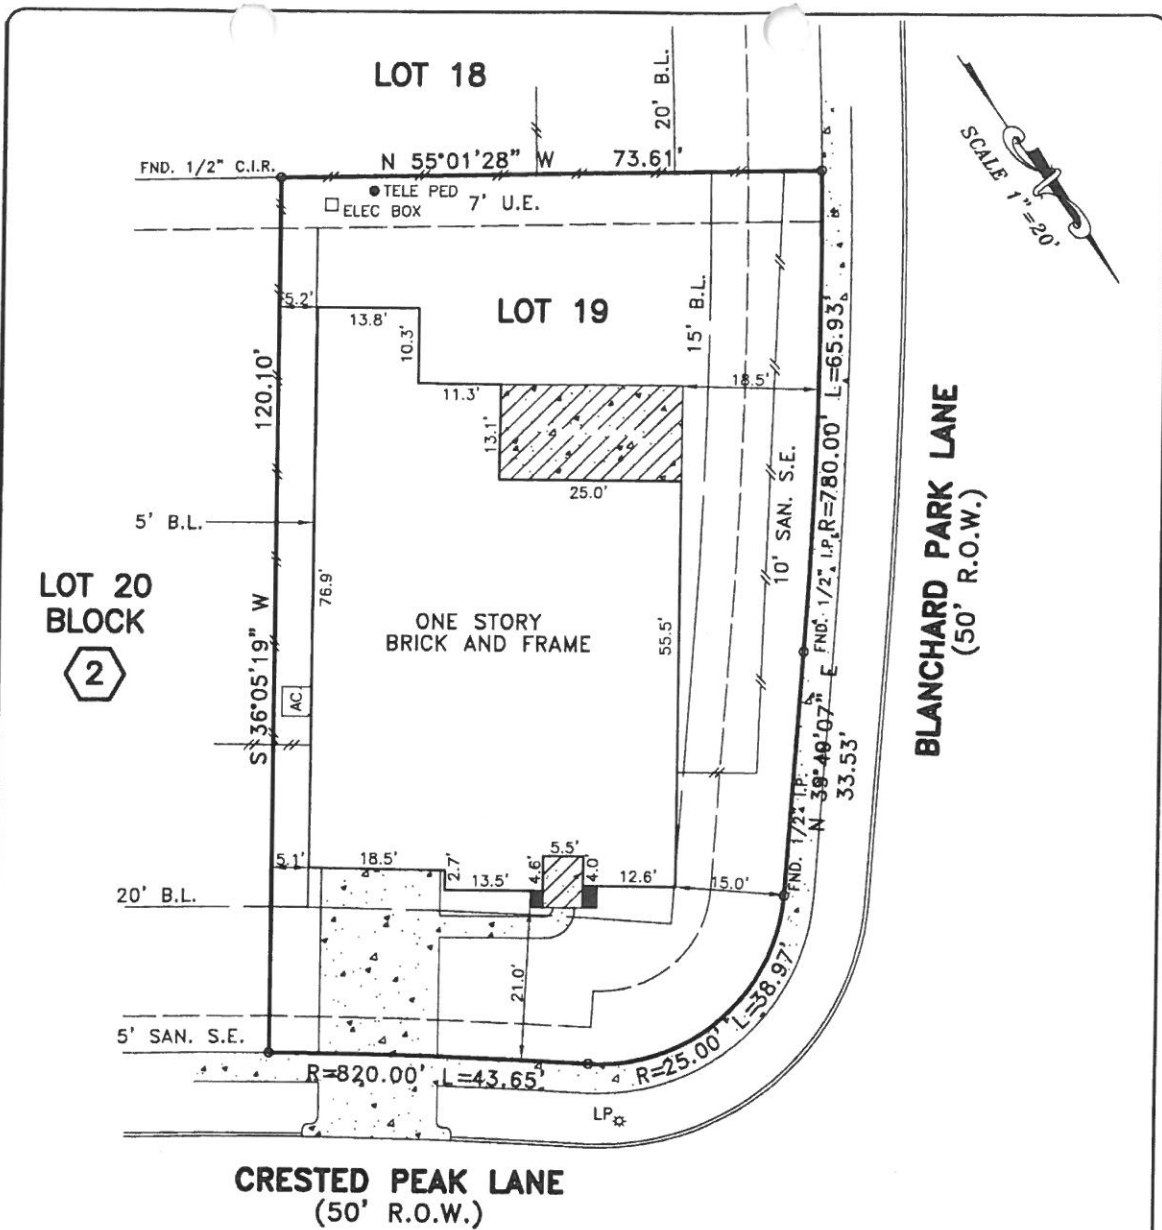 LOT 18
20' B.L.
SCALE 1"=20'
FND. 1/2" C.I.R.
N 55°01'28" W 73.61'
TELE PED
ELEC BOX
7' U.E.
5.2'
13.8'
10.3'
LOT 19
15' B.L.
L=65.93'
120.10'
11.3'
18.5'
13.1'
25.0'
R=780.00'
10' SAN. S.E.
BLANCHARD PARK LANE
(50' R.O.W.)
5' B.L.
LOT 20
BLOCK
2
76.9'
ONE STORY
BRICK AND FRAME
55.5'
FND. 1/2" I.P.
S 36°05'19" W
AC.
N 39°49'07" E
33.53'
FND. 1/2" I.P.
5.1'
18.5'
2.7'
13.5'
4.6'
5.5'
4.0'
12.6'
15.0'
20' B.L.
21.0'
5' SAN. S.E.
R=820.00' L=43.65'
R=25.00' L=38.97'
LP
CRESTED PEAK LANE
(50' R.O.W.)